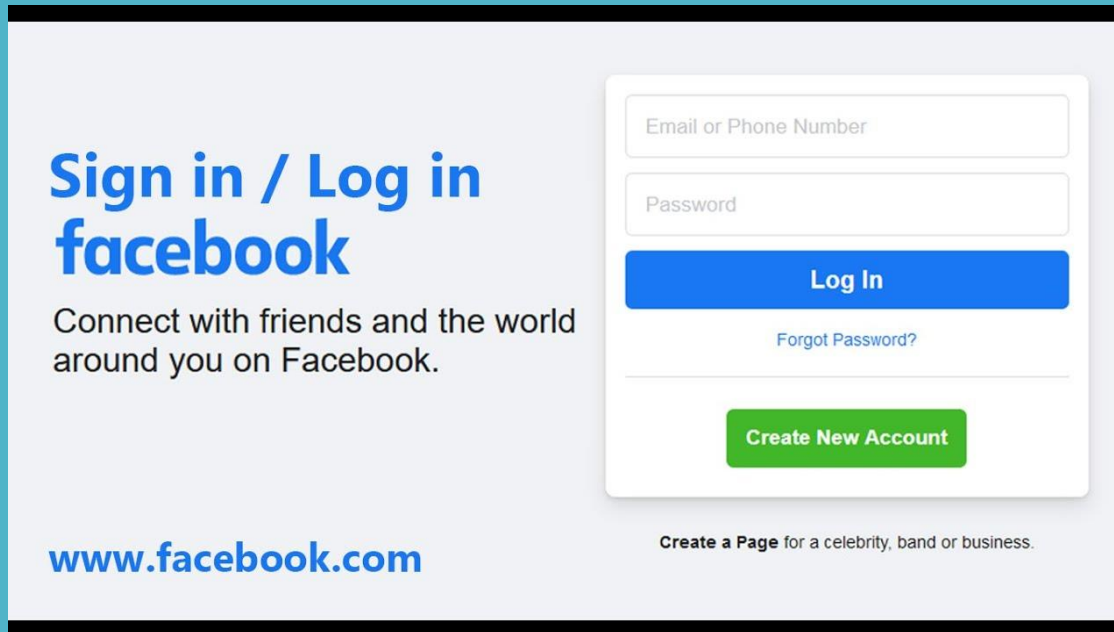 Sign in / Log in
facebook
Connect with friends and the world
around you on Facebook.
www.facebook.com
Email or Phone Number
Password
Log In
Forgot Password?
Create New Account
Create a Page for a celebrity, band or business.